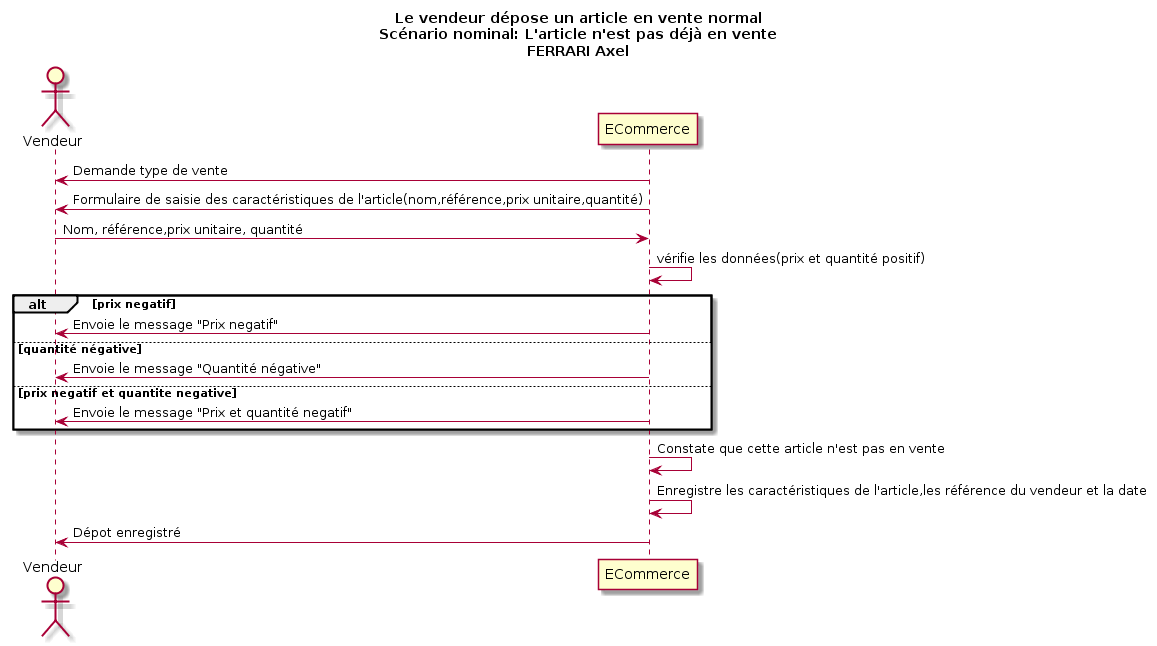 Le vendeur dépose un article en vente normal
Scénario nominal: L'article n'est pas déjà en vente
FERRARI Axel
Vendeur
ECommerce
Demande type de vente
Formulaire de saisie des caractéristiques de l'article(nom,référence,prix unitaire,quantité)
Nom, référence,prix unitaire, quantité
vérifie les données(prix et quantité positif)
alt [prix negatif]
Envoie le message "Prix negatif"
[quantité négative]
Envoie le message "Quantité négative"
[prix negatif et quantite negative]
Envoie le message "Prix et quantité negatif"
Constate que cette article n'est pas en vente
Enregistre les caractéristiques de l'article,les référence du vendeur et la date
Dépot enregistré
Vendeur
ECommerce